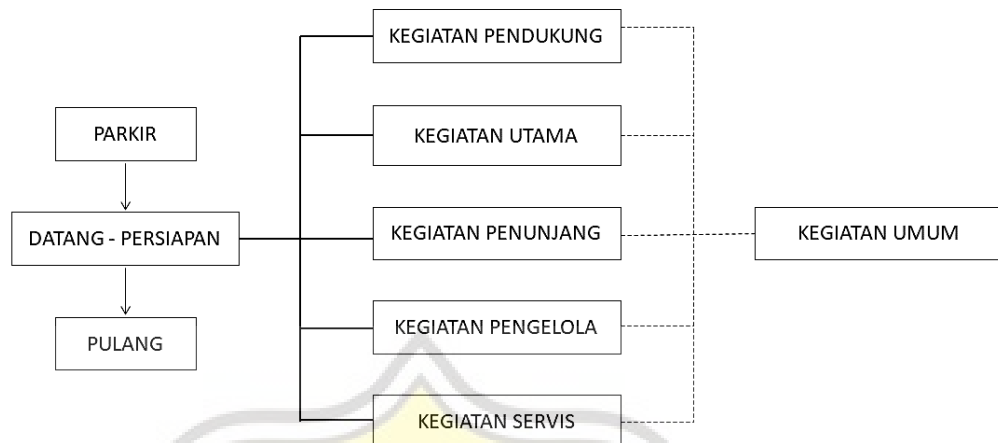 KEGIATAN PENDUKUNG
PARKIR
KEGIATAN UTAMA
DATANG - PERSIAPAN
KEGIATAN PENUNJANG
KEGIATAN UMUM
PULANG
KEGIATAN PENGELOLA
KEGIATAN SERVIS